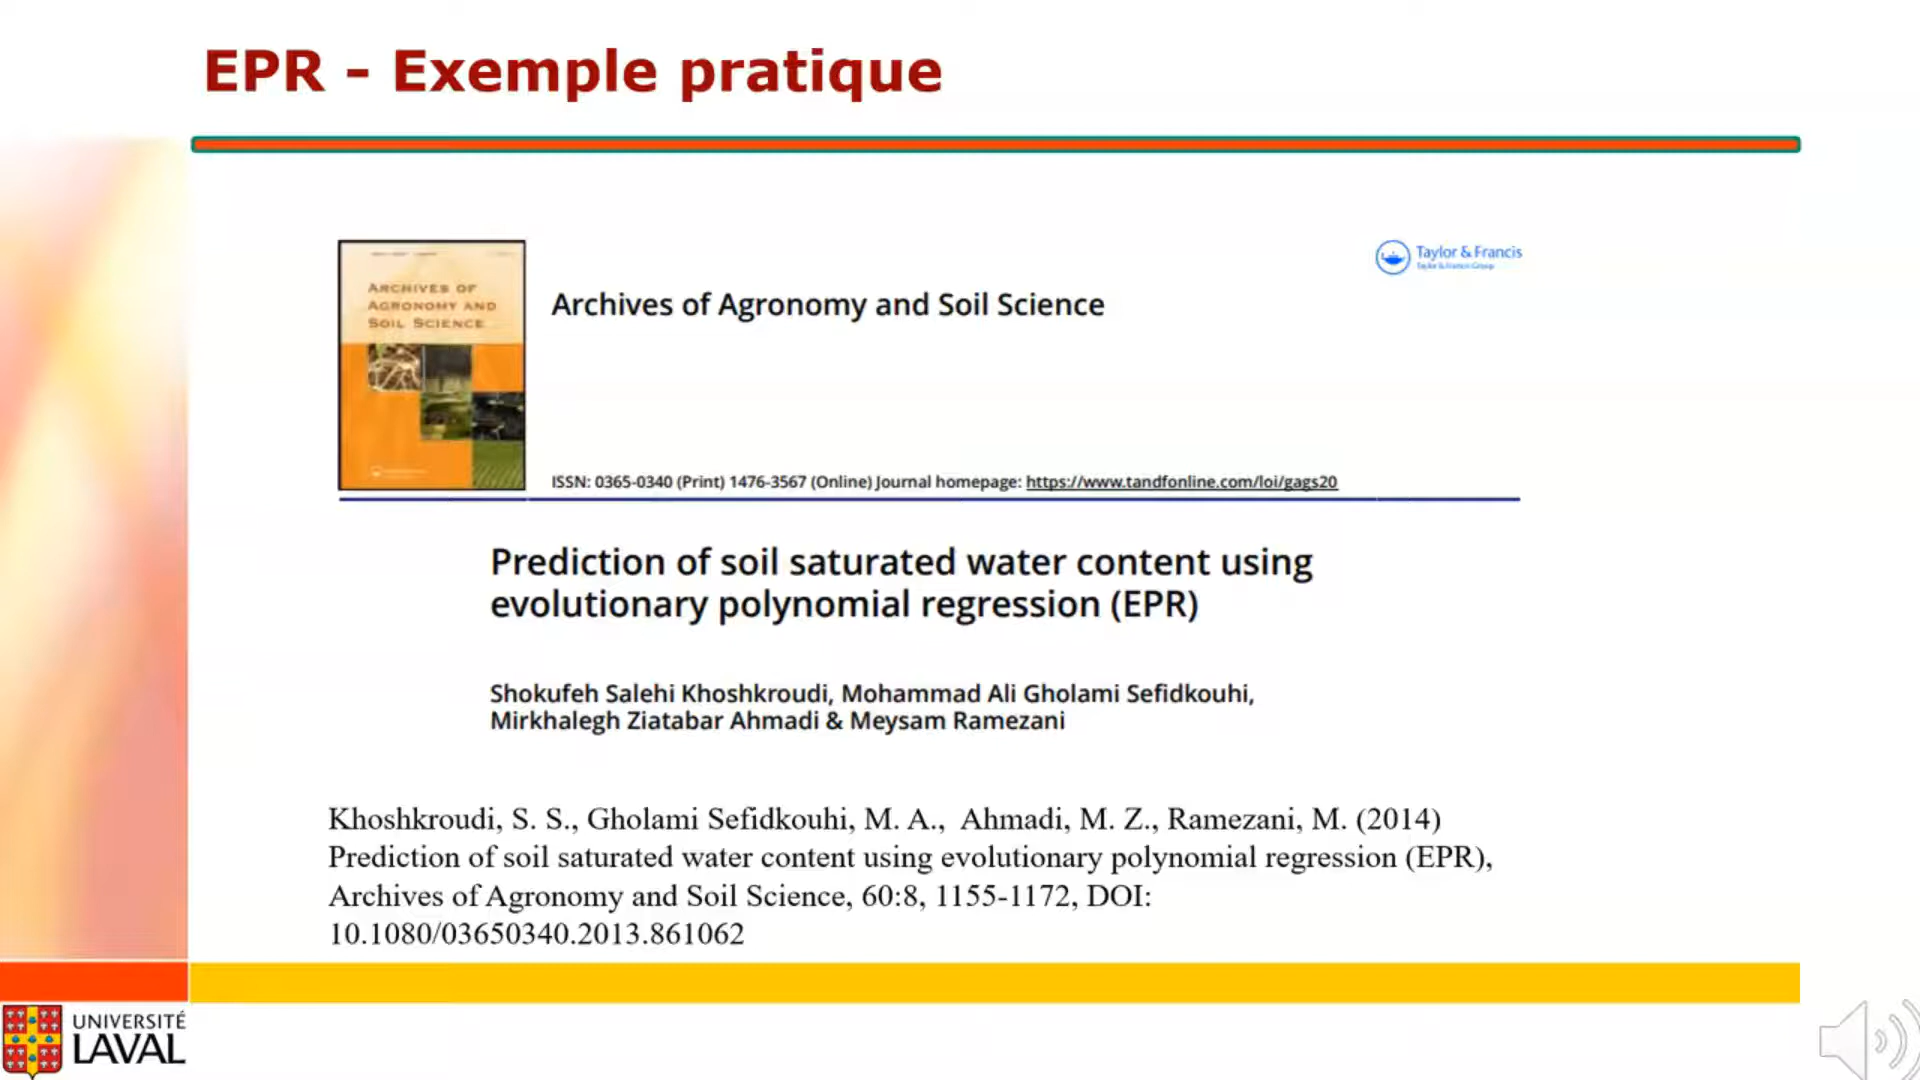 EPR - Exemple pratique
Taylor & Francis
Taylor & Francis Group
ARCHIVES OF
AGRONOMY AND
SOIL SCIENCE
Archives of Agronomy and Soil Science
ISSN: 0365-0340 (Print) 1476-3567 (Online) Journal homepage: https://www.tandfonline.com/loi/gags20
Prediction of soil saturated water content using
evolutionary polynomial regression (EPR)
Shokufeh Salehi Khoshkroudi, Mohammad Ali Gholami Sefidkouhi,
Mirkhalegh Ziatabar Ahmadi & Meysam Ramezani
Khoshkroudi, S. S., Gholami Sefidkouhi, M. A., Ahmadi, M. Z., Ramezani, M. (2014)
Prediction of soil saturated water content using evolutionary polynomial regression (EPR),
Archives of Agronomy and Soil Science, 60:8, 1155-1172, DOI:
10.1080/03650340.2013.861062
UNIVERSITÉ
LAVAL